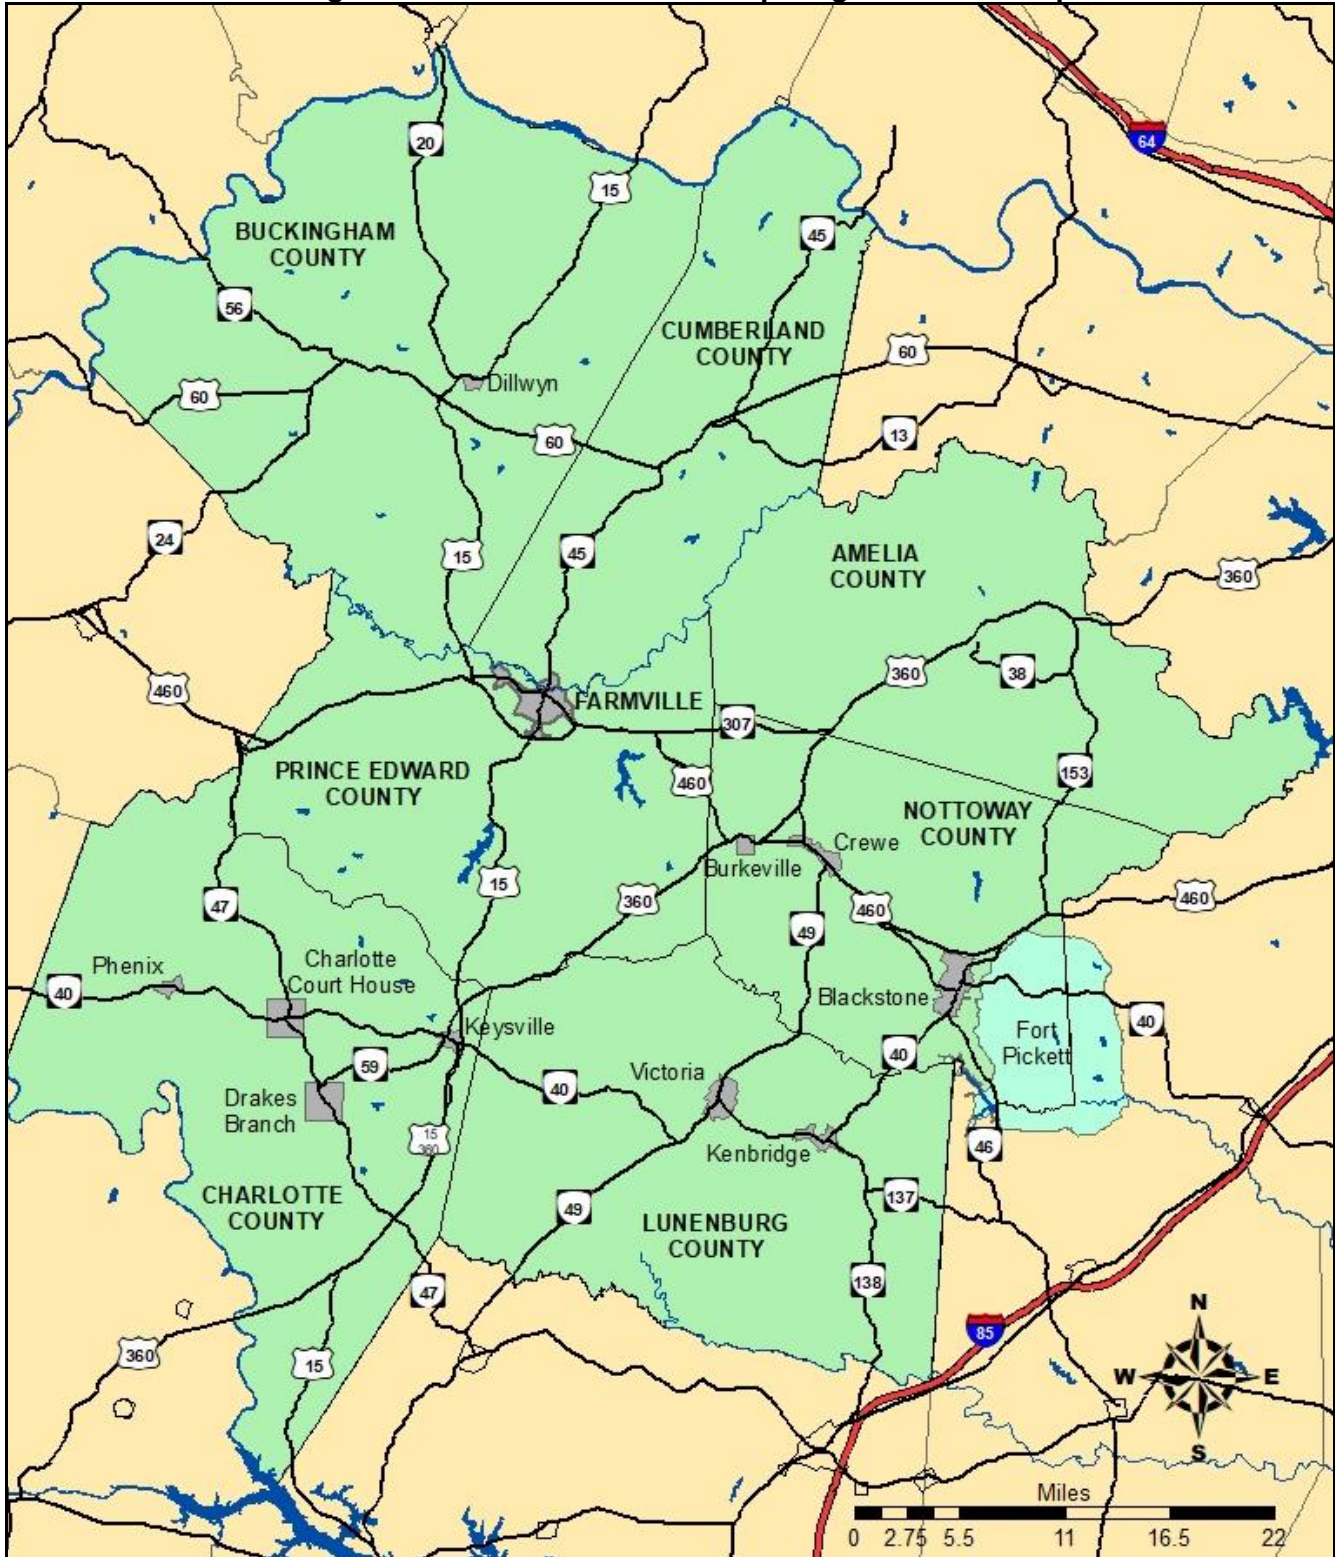 64
20
15
BUCKINGHAM
COUNTY
45
56
CUMBERLAND
COUNTY
60
Dillwyn
60
13
60
24
15
45
AMELIA
COUNTY
360
460
360
38
FARMVILLE
307
PRINCE EDWARD
COUNTY
460
153
NOTTOWAY
COUNTY
Crewe
Burkeville
15
47
360
49
460
460
Phenix
Charlotte
Court House
40
Blackstone
Keysville
40
Fort
Pickett
59
40
Victoria
40
Drakes
Branch
15
360
Kenbridge
46
CHARLOTTE
COUNTY
49
137
LUNENBURG
COUNTY
47
138
N
85
360
15
W
E
S
Miles
0 2.75 5.5 11 16.5 22